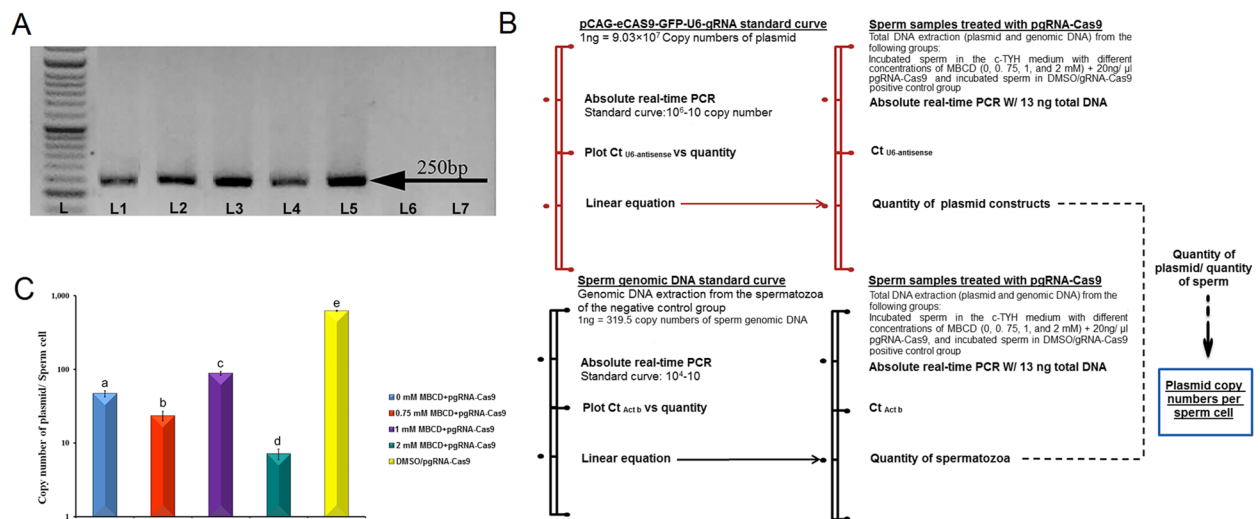 A
250bp
L L1 L2 L3 L4 L5 L6 L7
B
pCAG-eCAS9-GFP-U6-gRNA standard curve
1ng = 9.03×10⁷ Copy numbers of plasmid
Absolute real-time PCR
Standard curve:10⁶-10 copy number
Plot Ct U6-antisense vs quantity
Linear equation
Sperm samples treated with pgRNA-Cas9
Total DNA extraction (plasmid and genomic DNA) from the
following groups:
Incubated sperm in the c-TYH medium with different
concentrations of MBCD (0, 0. 75, 1, and 2 mM) + 20ng/ µl
pgRNA-Cas9 and incubated sperm in DMSO/gRNA-Cas9
positive control group
Absolute real-time PCR W/ 13 ng total DNA
Ct U6-antisense
Quantity of plasmid constructs
Sperm genomic DNA standard curve
Genomic DNA extraction from the spermatozoa
of the negative control group
1ng = 319.5 copy numbers of sperm genomic DNA
Absolute real-time PCR
Standard curve: 10⁴-10
Plot Ct Act b vs quantity
Linear equation
Sperm samples treated with pgRNA-Cas9
Total DNA extraction (plasmid and genomic DNA) from the
following groups:
Incubated sperm in the c-TYH medium with different
concentrations of MBCD (0, 0. 75, 1, and 2 mM) + 20ng/ µl
pgRNA-Cas9, and incubated sperm in DMSO/gRNA-Cas9
positive control group
Absolute real-time PCR W/ 13 ng total DNA
Ct Act b
Quantity of spermatozoa
Quantity of
plasmid/ quantity
of sperm
Plasmid copy
numbers per
sperm cell
C
Copy number of plasmid/ Sperm cell
1,000
100
10
1
a
b
c
d
e
0 mM MBCD+pgRNA-Cas9
0.75 mM MBCD+pgRNA-Cas9
1 mM MBCD+pgRNA-Cas9
2 mM MBCD+pgRNA-Cas9
DMSO/pgRNA-Cas9